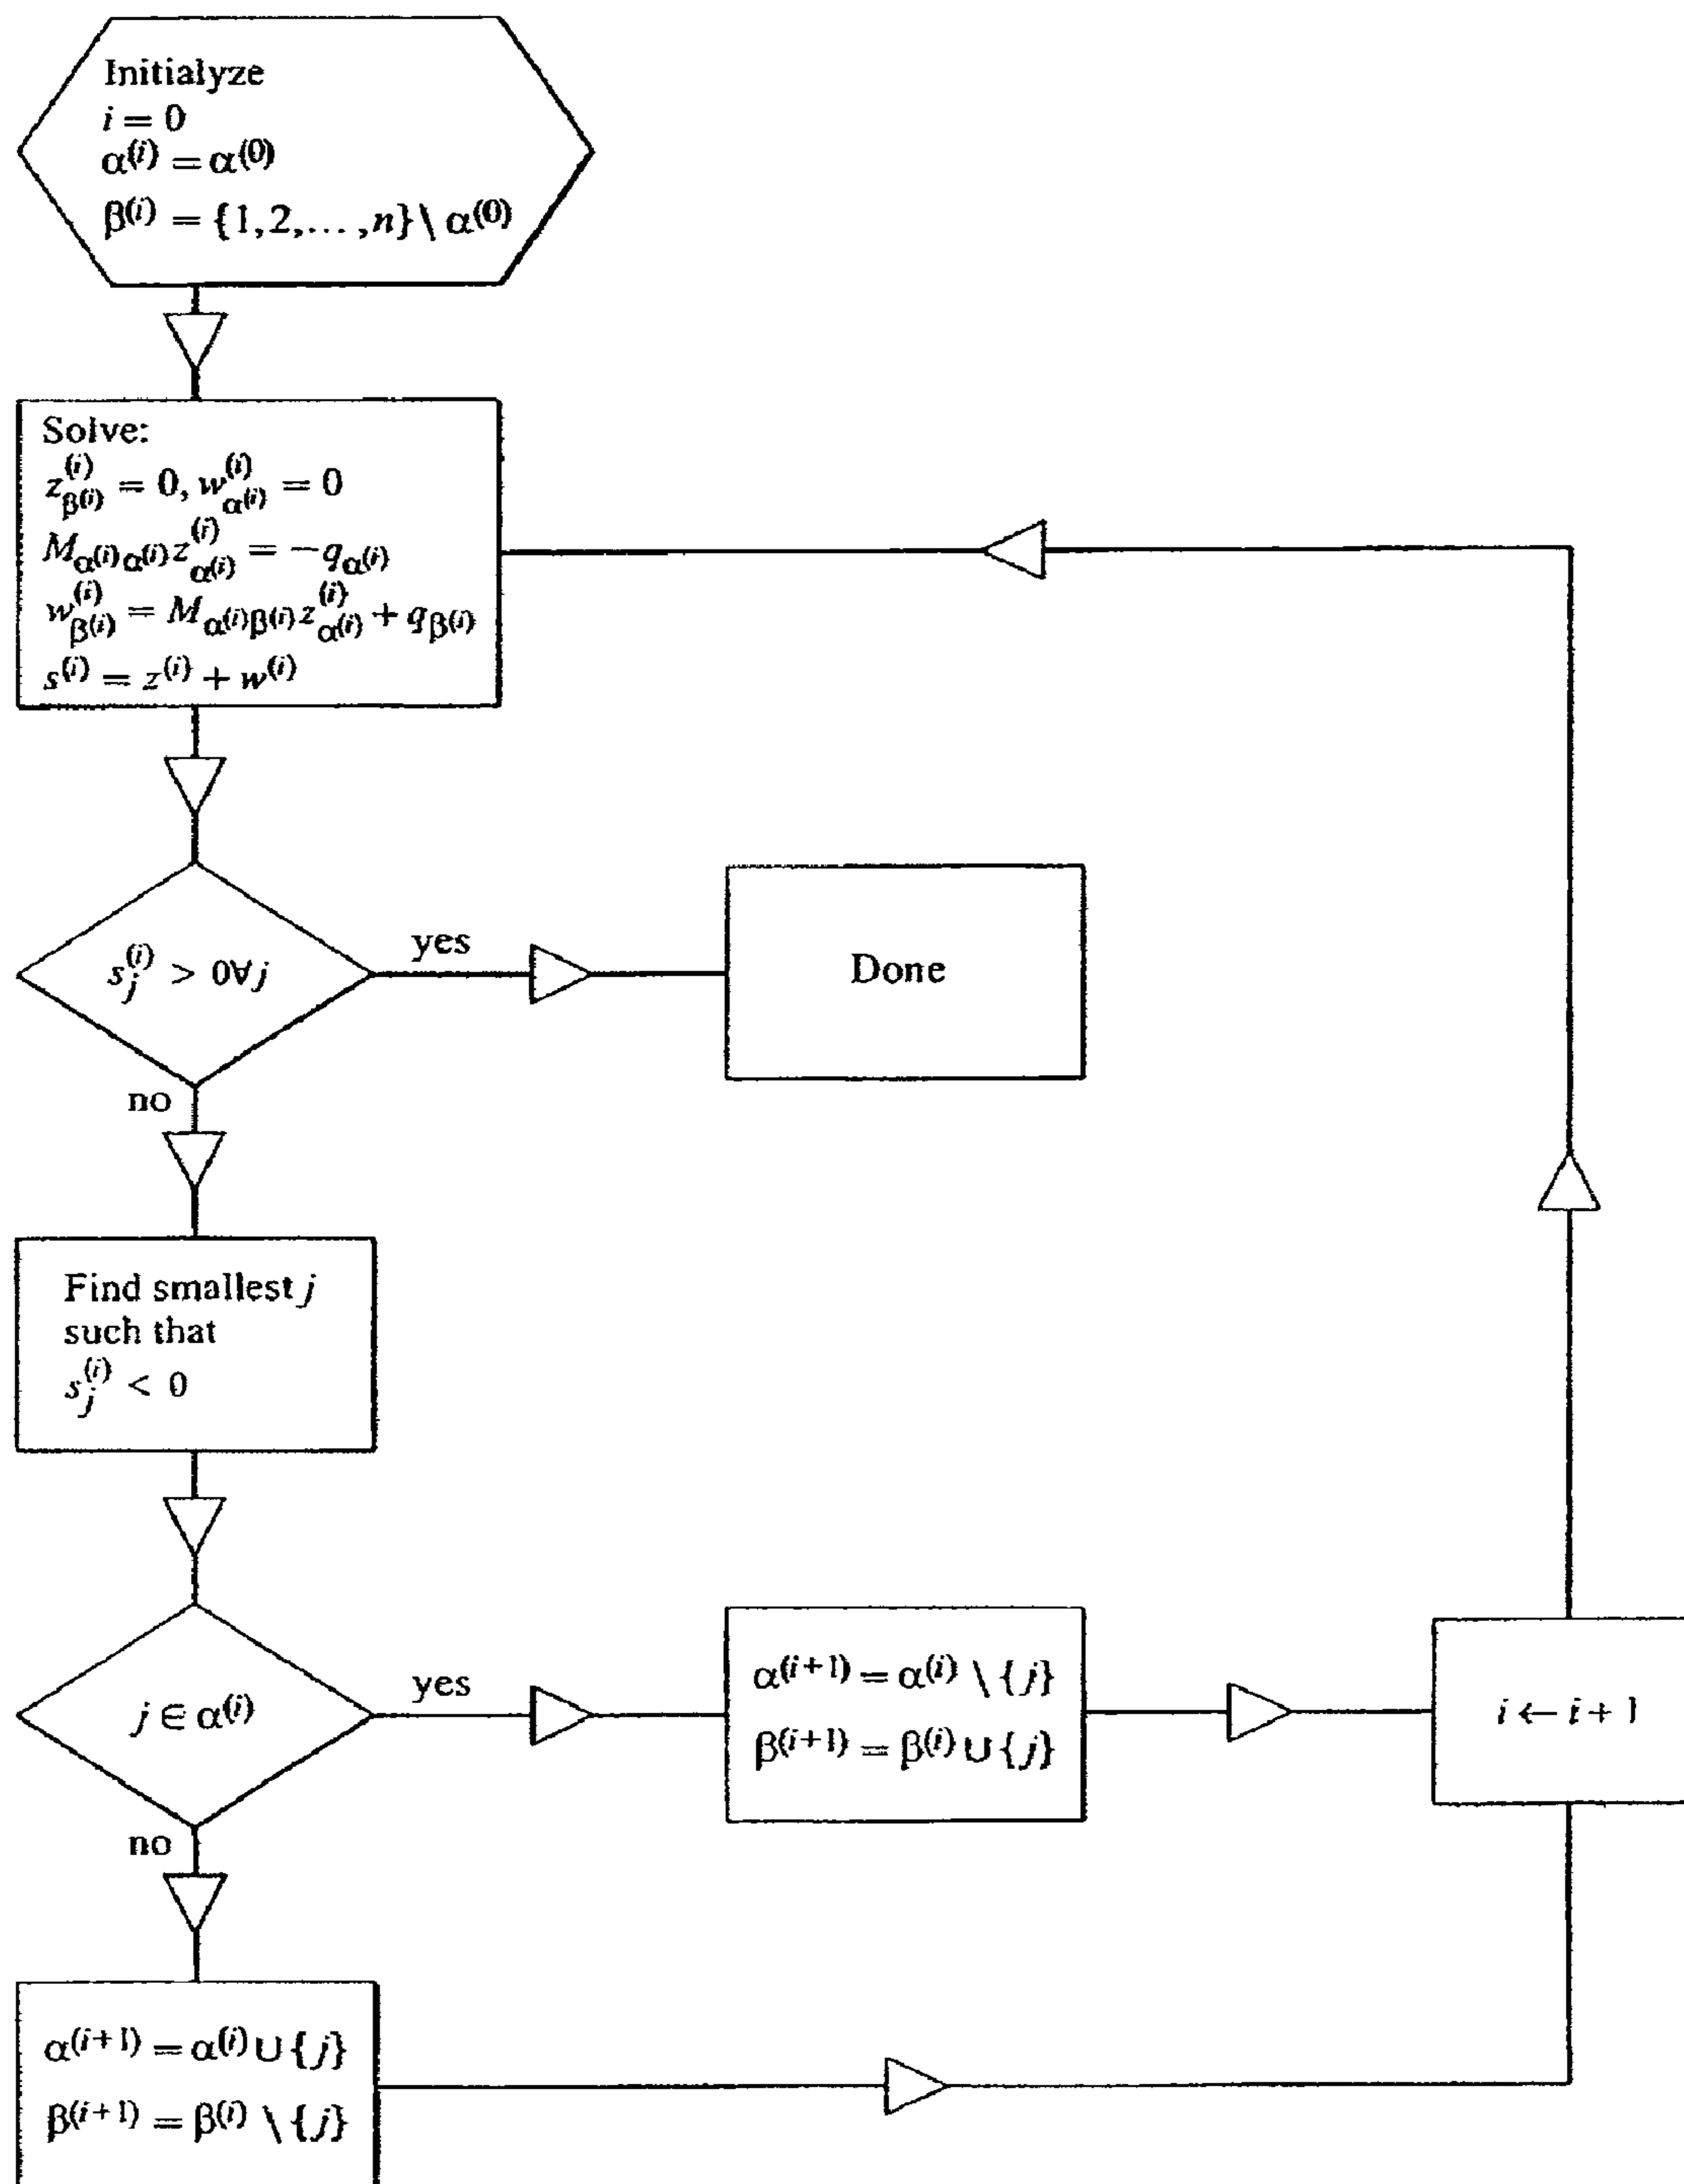 Initialyze
i = 0
α^(i) = α^(0)
β^(i) = {1,2,...,n}\ α^(0)
Solve:
z^(i)_β^(i) = 0, w^(i)_α^(i) = 0
M_α^(i)α^(i) z^(i)_α^(i) = −q_α^(i)
w^(i)_β^(i) = M_α^(i)β^(i) z^(i)_α^(i) + q_β^(i)
s^(i) = z^(i) + w^(i)
s^(i)_j > 0∀j
yes
Done
no
Find smallest j
such that
s^(i)_j < 0
j ∈ α^(i)
yes
α^(i+1) = α^(i) \ {j}
β^(i+1) = β^(i) ∪ {j}
i ← i + 1
no
α^(i+1) = α^(i) ∪ {j}
β^(i+1) = β^(i) \ {j}